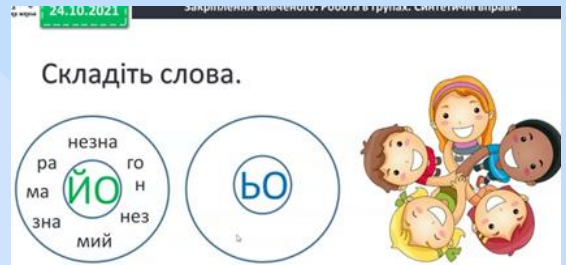 24.10.2021
Закріплення вивченого. Робота в групах. Синтетичні вправи.
Складіть слова.
незна
ра
го
ма
йо
н
зна
нез
мий
ьо